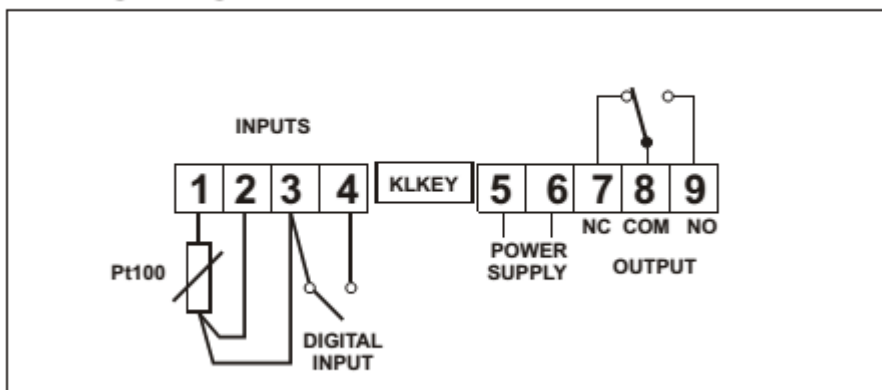 INPUTS
1 2 3 4 KLKEY 5 6 7 8 9
NC COM NO
POWER
SUPPLY
OUTPUT
Pt100
DIGITAL
INPUT